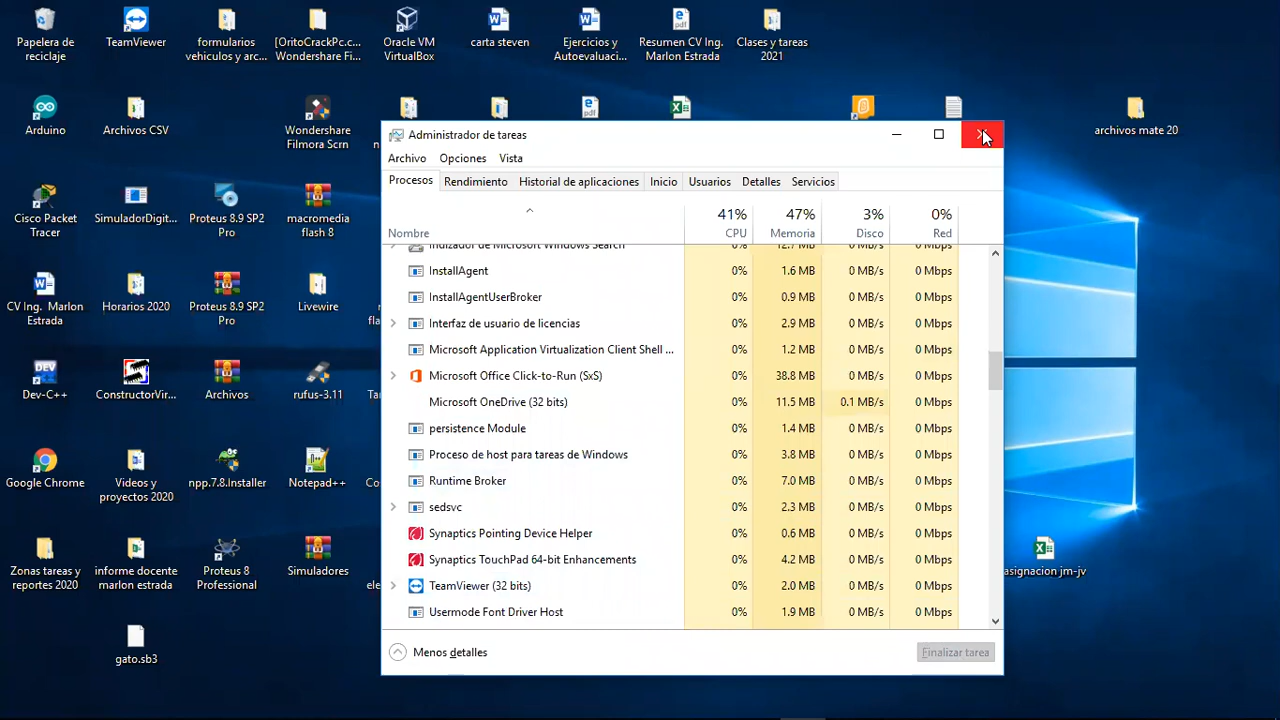 Papelera de
reciclaje
TeamViewer
formularios
vehiculos y arc...
[OritoCrackPc.c...
Wondershare Fi...
Oracle VM
VirtualBox
carta steven
Ejercicios y
Autoevaluaci...
Resumen CV Ing.
Marlon Estrada
Clases y tareas
2021
Arduino
Archivos CSV
Wondershare
Filmora Scrn
archivos mate 20
Cisco Packet
Tracer
SimuladorDigit...
Proteus 8.9 SP2
Pro
macromedia
flash 8
CV Ing. Marlon
Estrada
Horarios 2020
Proteus 8.9 SP2
Pro
Livewire
Dev-C++
ConstructorVir...
Archivos
rufus-3.11
Google Chrome
Videos y
proyectos 2020
npp.7.8.Installer
Notepad++
Zonas tareas y
reportes 2020
informe docente
marlon estrada
Proteus 8
Professional
Simuladores
gato.sb3
asignacion jm-jv
Administrador de tareas
Archivo Opciones Vista
Procesos Rendimiento Historial de aplicaciones Inicio Usuarios Detalles Servicios
41% 47% 3% 0%
Nombre CPU Memoria Disco Red
Indizador de Microsoft Windows Search 0% 12.7 MB 0 MB/s 0 Mbps
InstallAgent 0% 1.6 MB 0 MB/s 0 Mbps
InstallAgentUserBroker 0% 0.9 MB 0 MB/s 0 Mbps
Interfaz de usuario de licencias 0% 2.9 MB 0 MB/s 0 Mbps
Microsoft Application Virtualization Client Shell ... 0% 1.2 MB 0 MB/s 0 Mbps
Microsoft Office Click-to-Run (SxS) 0% 38.8 MB 0 MB/s 0 Mbps
Microsoft OneDrive (32 bits) 0% 11.5 MB 0.1 MB/s 0 Mbps
persistence Module 0% 1.4 MB 0 MB/s 0 Mbps
Proceso de host para tareas de Windows 0% 3.8 MB 0 MB/s 0 Mbps
Runtime Broker 0% 7.0 MB 0 MB/s 0 Mbps
sedsvc 0% 2.3 MB 0 MB/s 0 Mbps
Synaptics Pointing Device Helper 0% 0.6 MB 0 MB/s 0 Mbps
Synaptics TouchPad 64-bit Enhancements 0% 4.2 MB 0 MB/s 0 Mbps
TeamViewer (32 bits) 0% 2.0 MB 0 MB/s 0 Mbps
Usermode Font Driver Host 0% 1.9 MB 0 MB/s 0 Mbps
Menos detalles Finalizar tarea